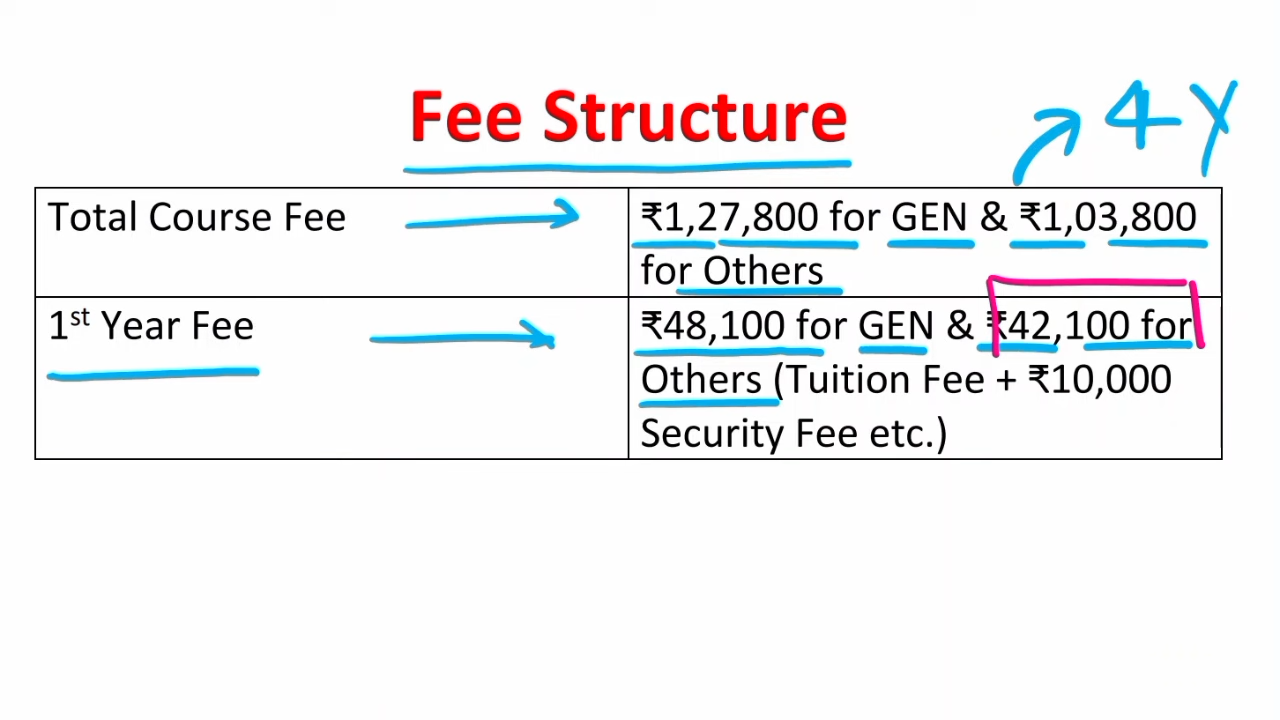 Fee Structure
4Y
Total Course Fee
₹1,27,800 for GEN & ₹1,03,800
for Others
1st Year Fee
₹48,100 for GEN & ₹42,100 for
Others (Tuition Fee + ₹10,000
Security Fee etc.)